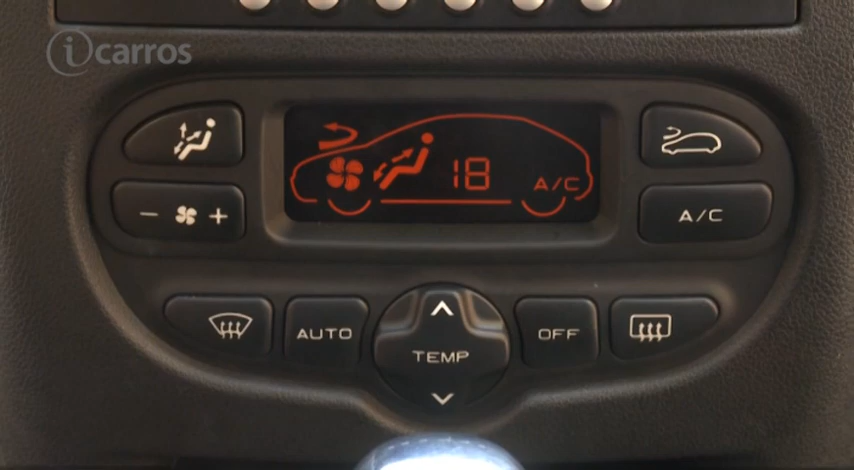 icarros
18
A/C
- +
A/C
AUTO
TEMP
OFF